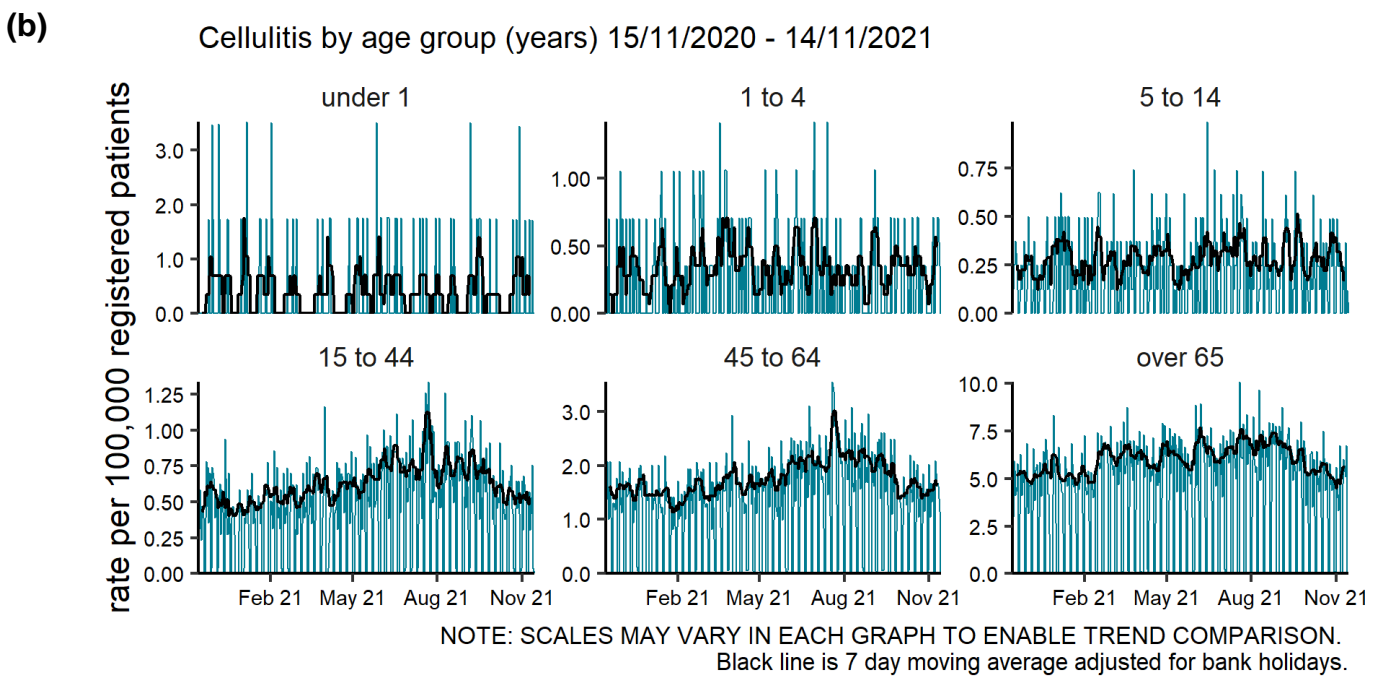 (b)
Cellulitis by age group (years) 15/11/2020 - 14/11/2021
rate per 100,000 registered patients
under 1
3.0
2.0
1.0
0.0
1 to 4
1.00
0.50
0.00
5 to 14
0.75
0.50
0.25
0.00
15 to 44
1.25
1.00
0.75
0.50
0.25
0.00
Feb 21 May 21 Aug 21 Nov 21
45 to 64
3.0
2.0
1.0
0.0
Feb 21 May 21 Aug 21 Nov 21
over 65
10.0
7.5
5.0
2.5
0.0
Feb 21 May 21 Aug 21 Nov 21
NOTE: SCALES MAY VARY IN EACH GRAPH TO ENABLE TREND COMPARISON.
Black line is 7 day moving average adjusted for bank holidays.